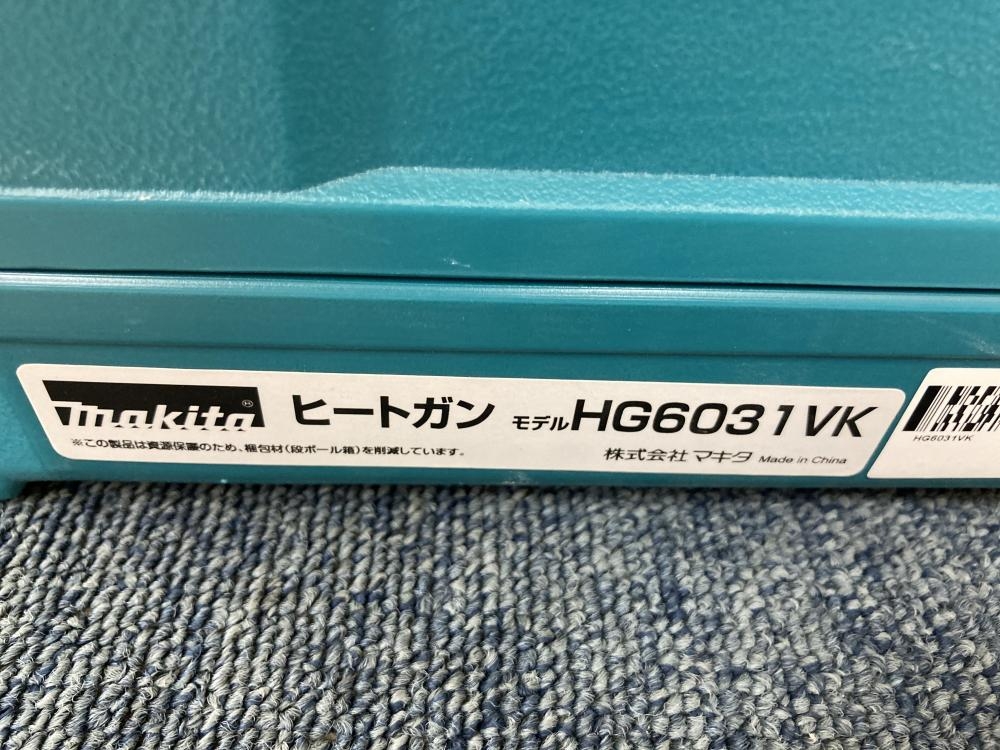 makita® ヒートガン モデルHG6031VK
※この製品は資源保護のため、梱包材(段ボール箱)を削減しています。
株式会社 マキタ Made in China
HG6031VK